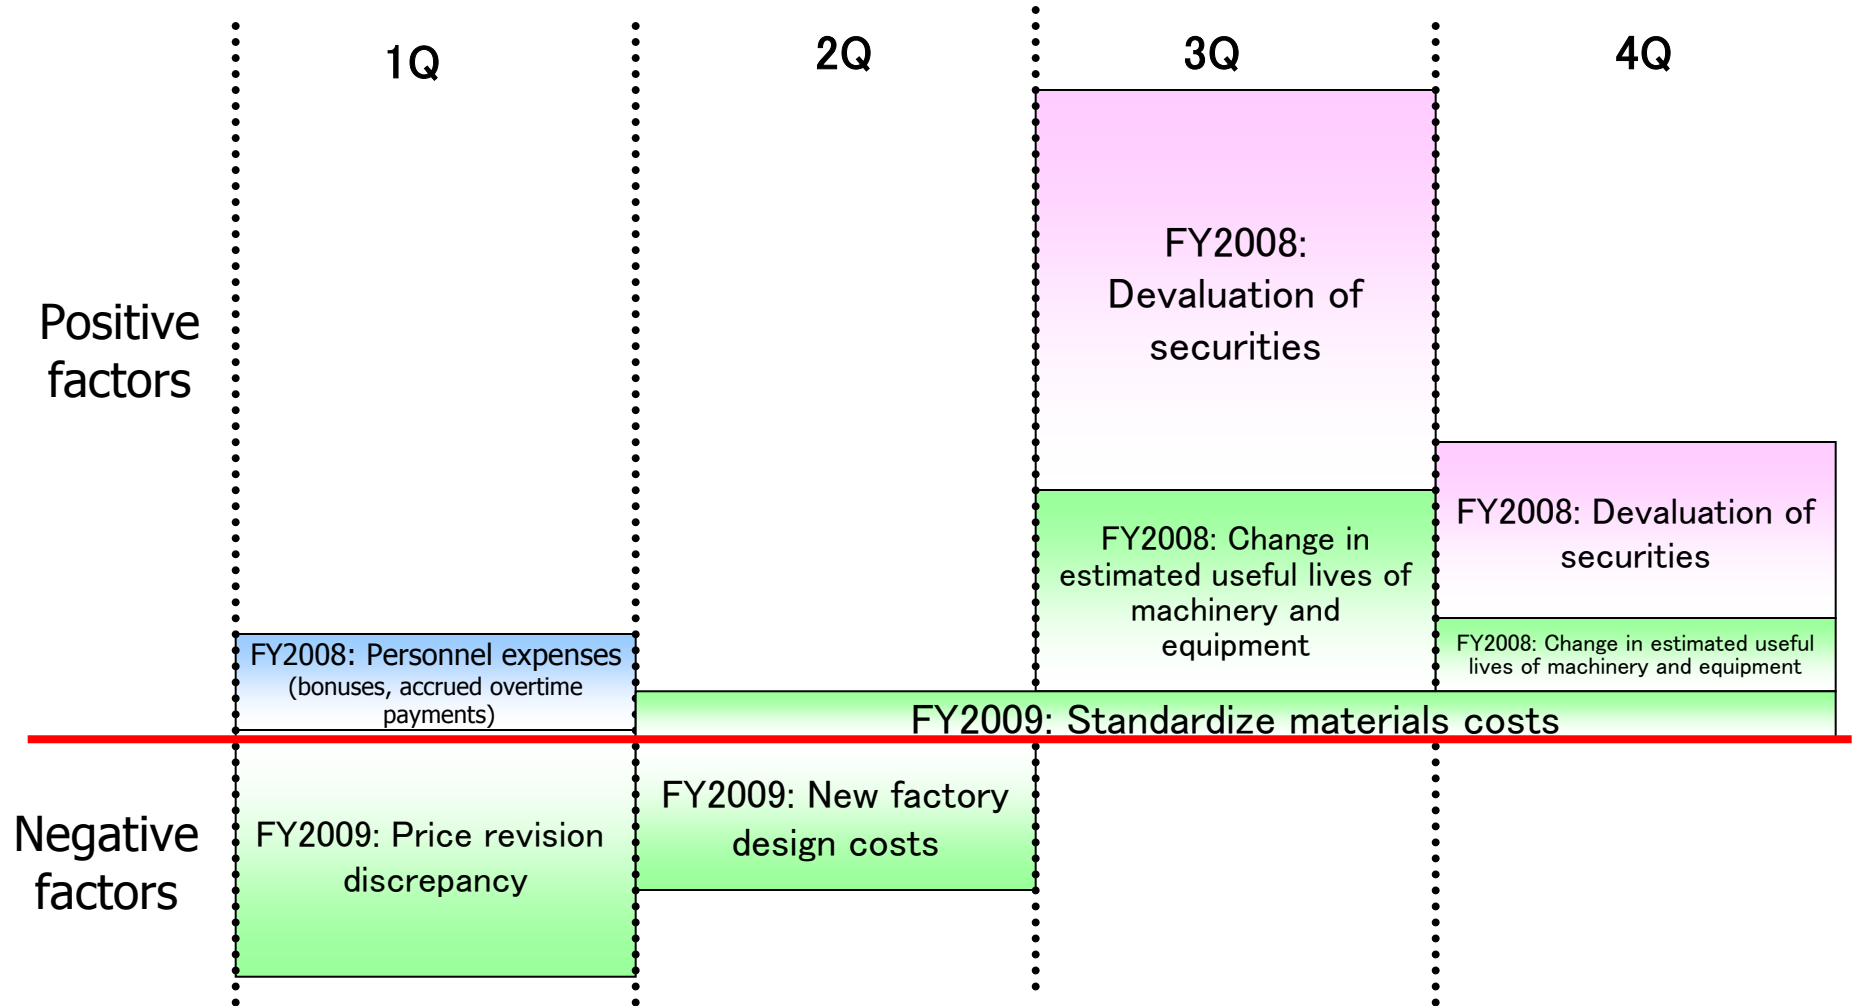 1Q
2Q
3Q
4Q
Positive
factors
FY2008:
Devaluation of
securities
FY2008: Devaluation of
securities
FY2008: Change in
estimated useful lives of
machinery and
equipment
FY2008: Change in estimated useful
lives of machinery and equipment
FY2008: Personnel expenses
(bonuses, accrued overtime
payments)
FY2009: Standardize materials costs
Negative
factors
FY2009: Price revision
discrepancy
FY2009: New factory
design costs